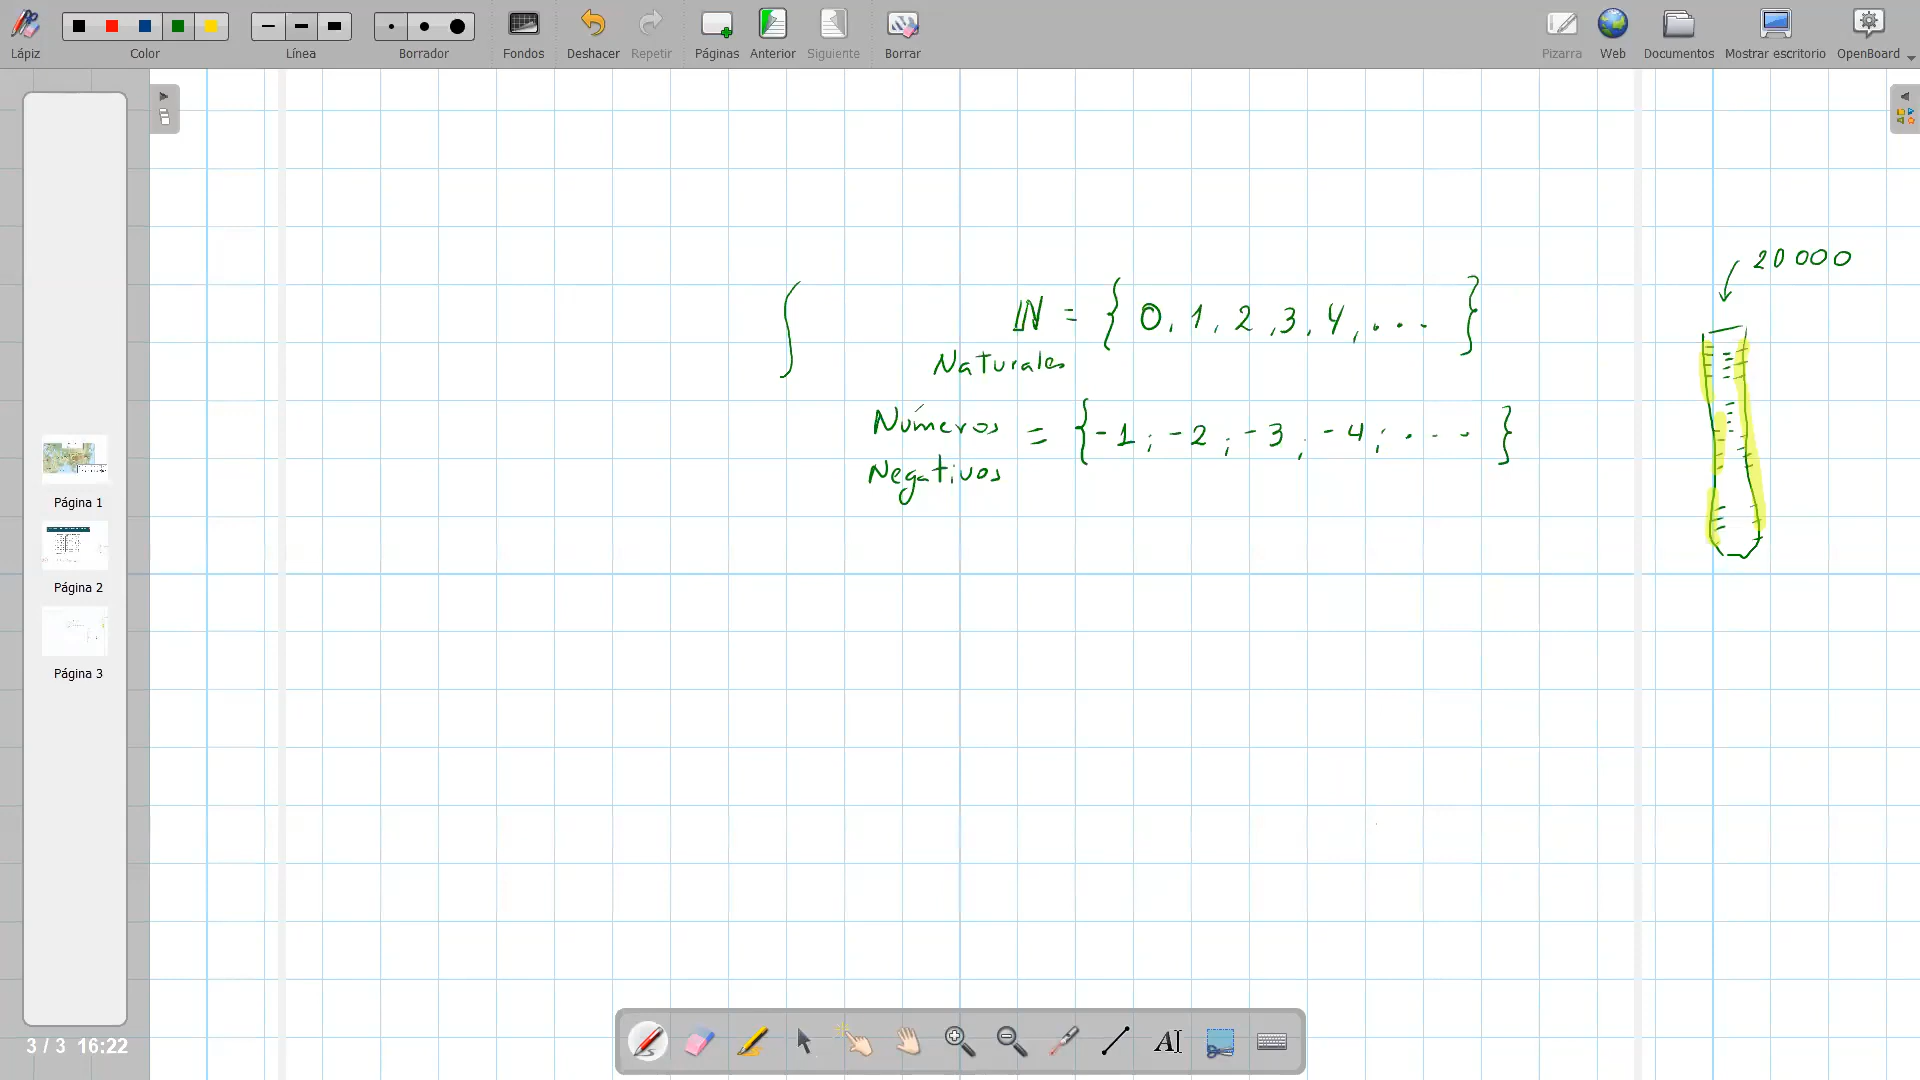 Lápiz Color Línea Borrador Fondos Deshacer Repetir Páginas Anterior Siguiente Borrar Pizarra Web Documentos Mostrar escritorio OpenBoard
20 000
ℕ = { 0, 1, 2, 3, 4, ... }
Naturales
Números
= {-1; -2; -3; -4; .... }
Negativos
Página 1
Página 2
Página 3
3 / 3 16:22